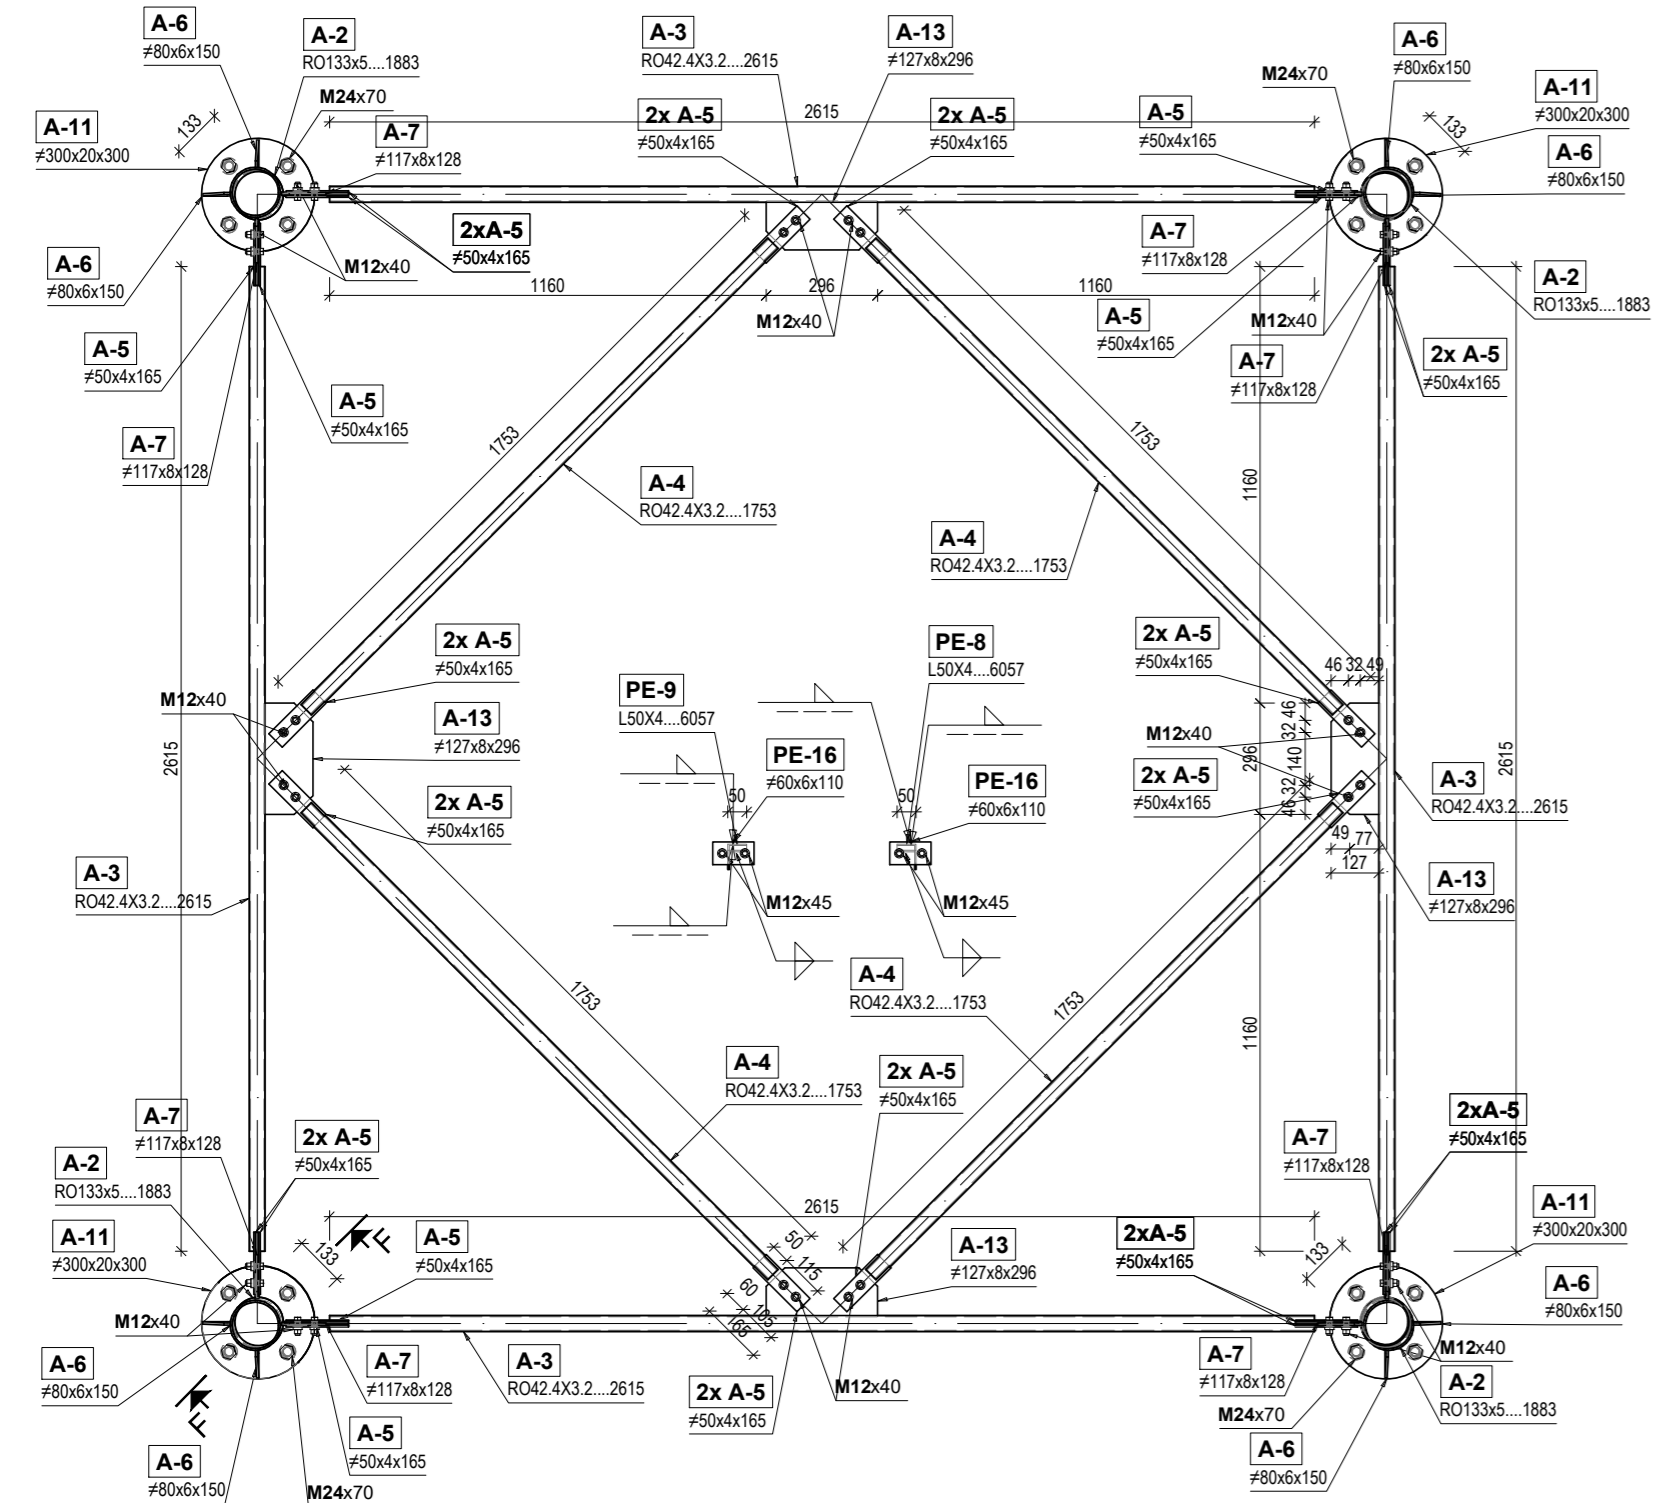 A-6
≠80x6x150
A-2
RO133x5....1883
A-3
RO42.4X3.2....2615
A-13
≠127x8x296
A-6
≠80x6x150
M24x70
M24x70
A-11
≠300x20x300
133
A-7
≠117x8x128
2615
2x A-5
≠50x4x165
2x A-5
≠50x4x165
A-5
≠50x4x165
133
A-11
≠300x20x300
A-6
≠80x6x150
2xA-5
≠50x4x165
A-6
≠80x6x150
M12x40
1160
296
1160
M12x40
A-7
≠117x8x128
A-5
≠50x4x165
M12x40
A-2
RO133x5....1883
A-5
≠50x4x165
A-5
≠50x4x165
A-7
≠117x8x128
2x A-5
≠50x4x165
A-7
≠117x8x128
1753
1753
A-4
RO42.4X3.2....1753
1160
A-4
RO42.4X3.2....1753
2x A-5
≠50x4x165
PE-8
L50X4....6057
2x A-5
≠50x4x165
PE-9
L50X4....6057
46 32 49
M12x40
A-13
≠127x8x296
PE-16
≠60x6x110
50
50
PE-16
≠60x6x110
M12x40
46
32
140
32
46
296
2615
2615
2x A-5
≠50x4x165
2x A-5
≠50x4x165
A-3
RO42.4X3.2....2615
49 77
127
A-3
RO42.4X3.2....2615
M12x45
M12x45
A-13
≠127x8x296
1753
1753
A-4
RO42.4X3.2....1753
1160
A-4
RO42.4X3.2....1753
2x A-5
≠50x4x165
A-7
≠117x8x128
2x A-5
≠50x4x165
A-2
RO133x5....1883
2xA-5
≠50x4x165
A-7
≠117x8x128
A-11
≠300x20x300
133
F
A-5
≠50x4x165
2615
50
115
60
105
165
A-13
≠127x8x296
2xA-5
≠50x4x165
133
A-11
≠300x20x300
A-6
≠80x6x150
M12x40
A-6
≠80x6x150
A-7
≠117x8x128
A-3
RO42.4X3.2....2615
2x A-5
≠50x4x165
M12x40
A-7
≠117x8x128
M12x40
A-2
RO133x5....1883
M24x70
F
A-5
≠50x4x165
A-6
≠80x6x150
M24x70
A-6
≠80x6x150